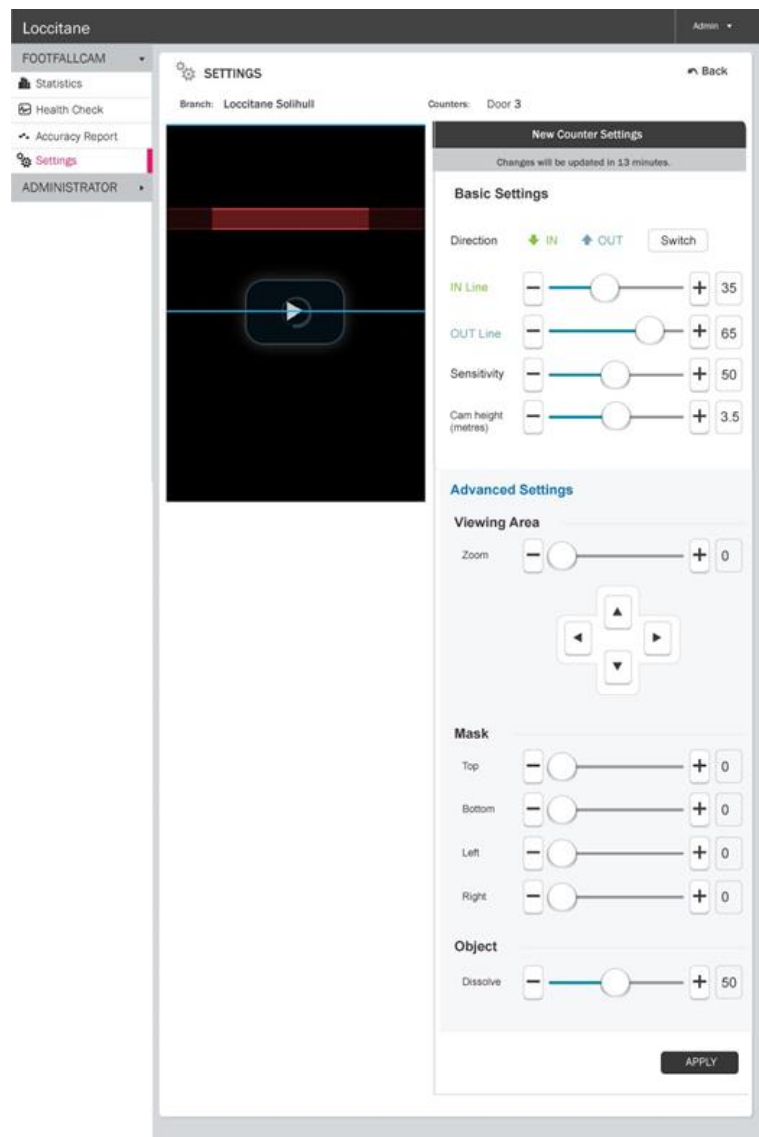 Loccitane
Admin
FOOTFALLCAM
Statistics
Health Check
Accuracy Report
Settings
ADMINISTRATOR
SETTINGS
Back
Branch: Loccitane Solihull
Counters: Door 3
New Counter Settings
Changes will be updated in 13 minutes.
Basic Settings
Direction IN OUT Switch
IN Line 35
OUT Line 65
Sensitivity 50
Cam height
(metres) 3.5
Advanced Settings
Viewing Area
Zoom 0
Mask
Top 0
Bottom 0
Left 0
Right 0
Object
Dissolve 50
APPLY